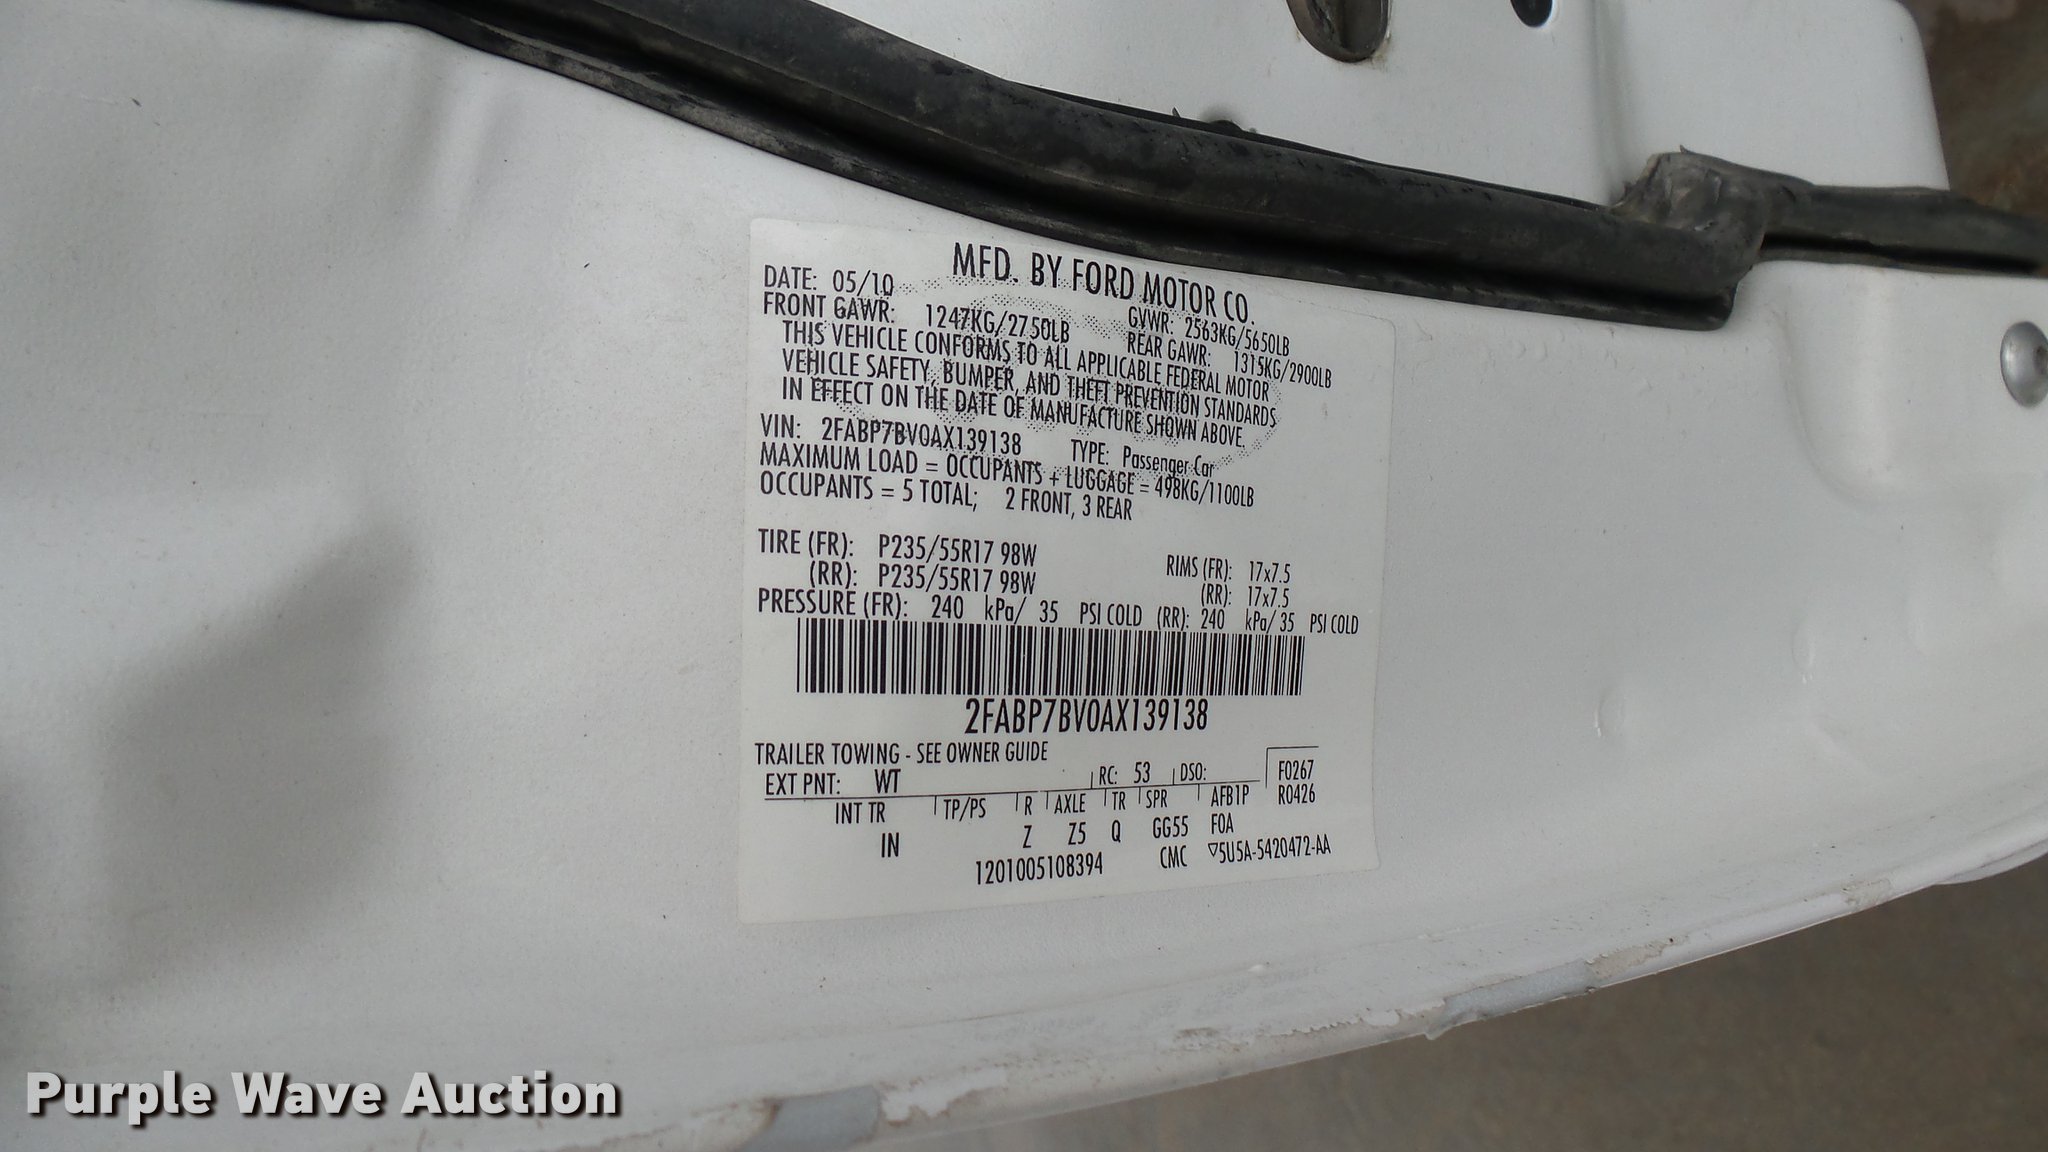 MFD. BY FORD MOTOR CO.
DATE: 05/10 GVWR: 2563KG/5650LB
FRONT GAWR: 1247KG/2750LB REAR GAWR: 1315KG/2900LB
THIS VEHICLE CONFORMS TO ALL APPLICABLE FEDERAL MOTOR
VEHICLE SAFETY, BUMPER, AND THEFT PREVENTION STANDARDS
IN EFFECT ON THE DATE OF MANUFACTURE SHOWN ABOVE.
VIN: 2FABP7BV0AX139138 TYPE: Passenger Car
MAXIMUM LOAD = OCCUPANTS + LUGGAGE = 498KG/1100LB
OCCUPANTS = 5 TOTAL; 2 FRONT, 3 REAR
TIRE (FR): P235/55R17 98W RIMS (FR): 17x7.5
(RR): P235/55R17 98W (RR): 17x7.5
PRESSURE (FR): 240 kPa/ 35 PSI COLD (RR): 240 kPa/ 35 PSI COLD
2FABP7BV0AX139138
TRAILER TOWING - SEE OWNER GUIDE
EXT PNT: WT RC: 53 DSO: F0267
INT TR TP/PS R AXLE TR SPR AFB1P R0426
IN Z Z5 Q GG55 F0A
1201005108394 CMC ▽5U5A-5420472-AA
Purple Wave Auction